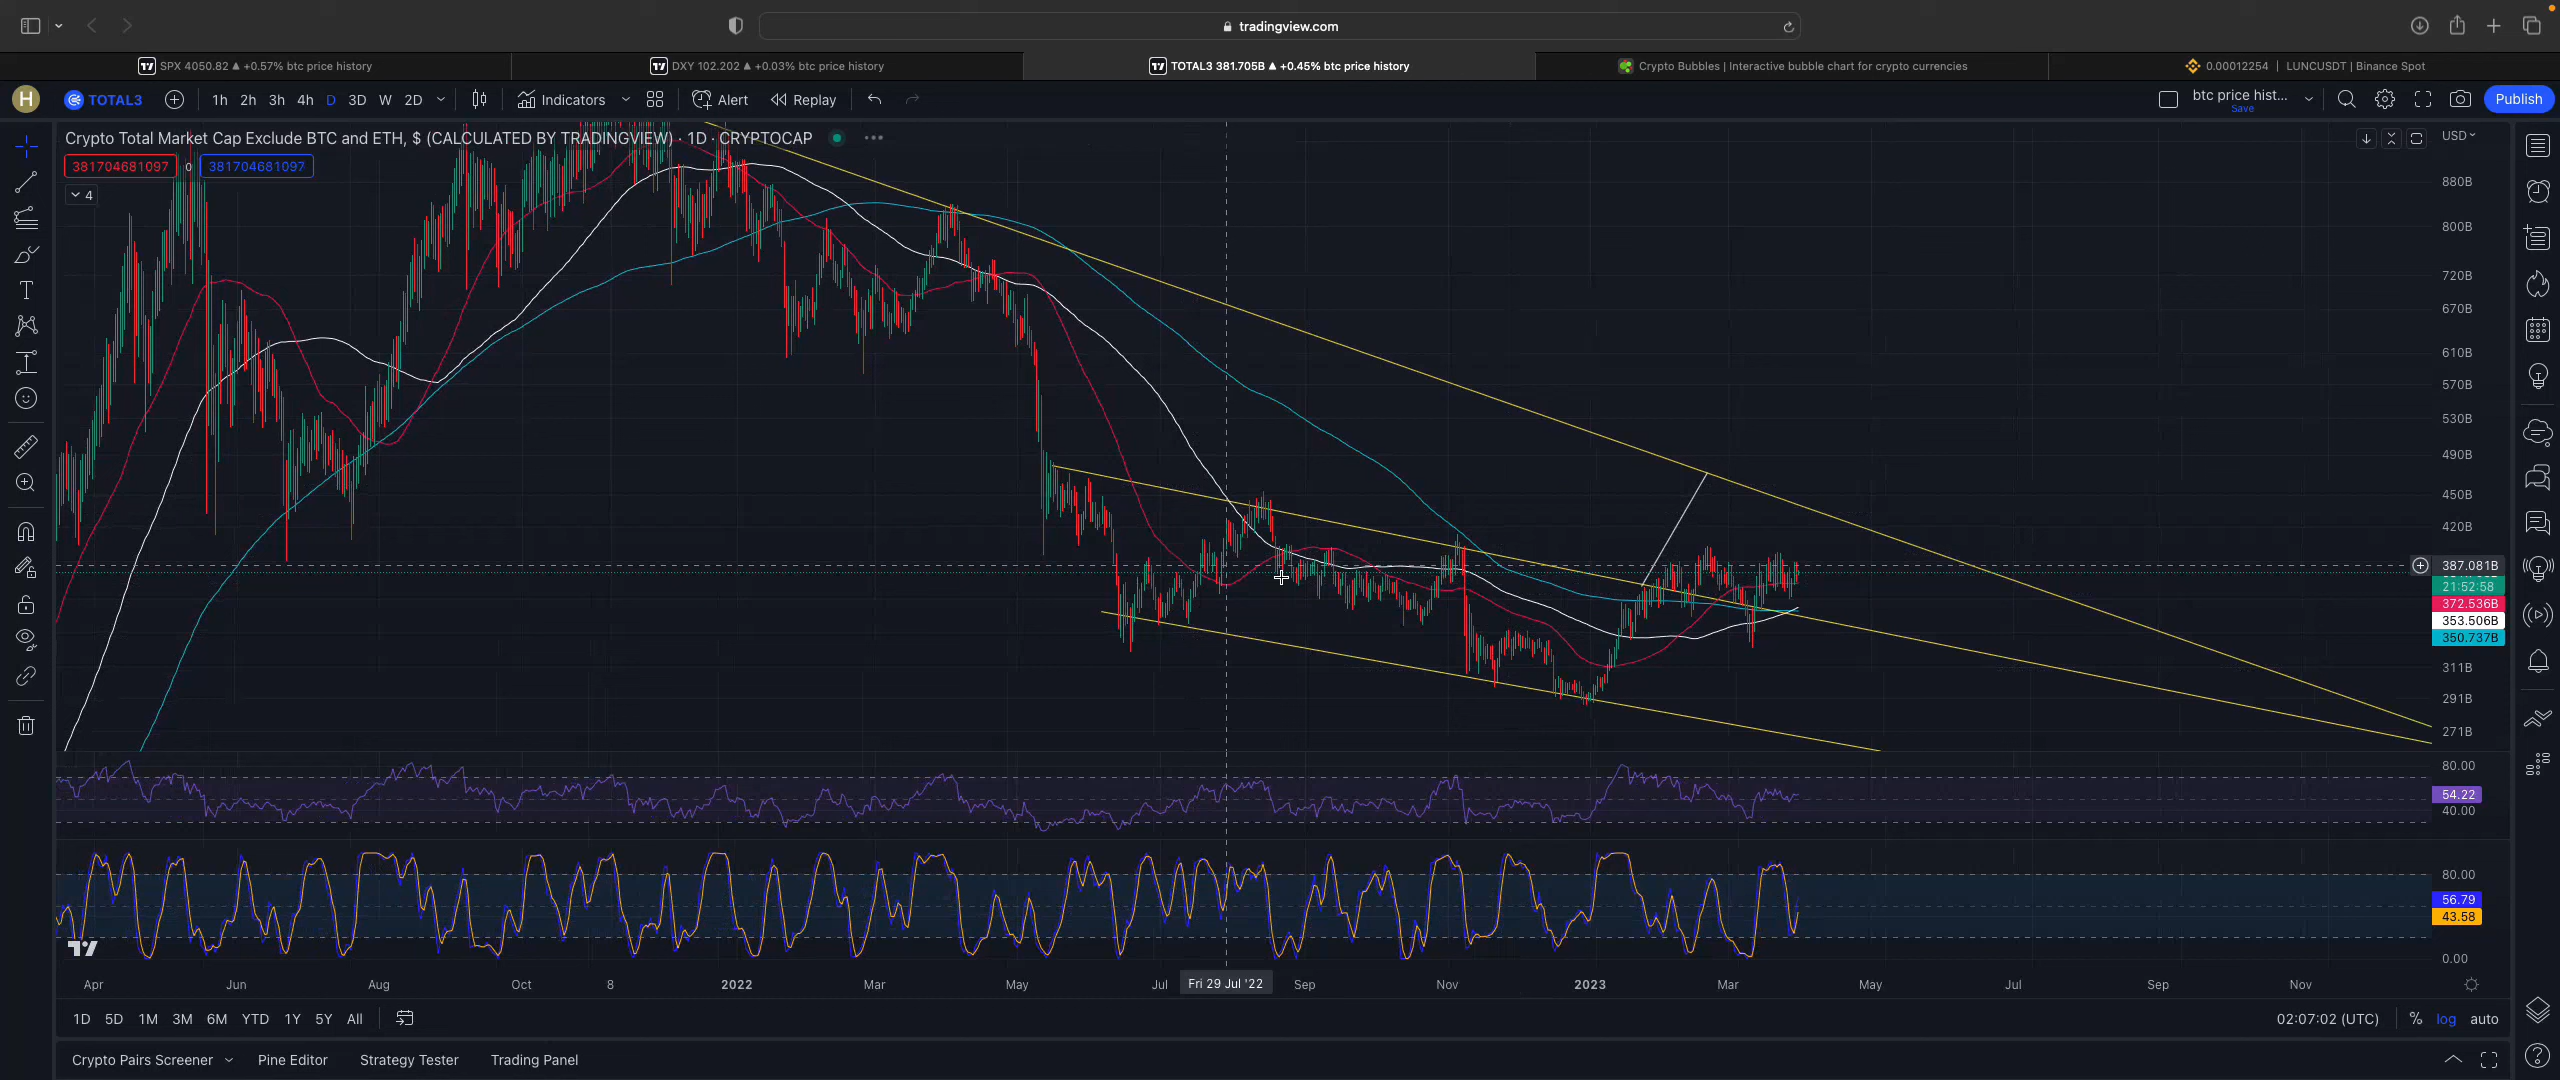 tradingview.com
SPX 4050.82 ▲ +0.57% btc price history
DXY 102.202 ▲ +0.03% btc price history
TOTAL3 381.705B ▲ +0.45% btc price history
Crypto Bubbles | Interactive bubble chart for crypto currencies
0.00012254 | LUNCUSDT | Binance Spot
H
TOTAL3
1h 2h 3h 4h D 3D W 2D
Indicators
Alert
Replay
btc price hist...
Save
Publish
Crypto Total Market Cap Exclude BTC and ETH, $ (CALCULATED BY TRADINGVIEW) · 1D · CRYPTOCAP
USD
381704681097 0 381704681097
4
880B
800B
720B
670B
610B
570B
530B
490B
450B
420B
387.081B
21:52:58
372.536B
353.506B
350.737B
311B
291B
271B
80.00
54.22
40.00
80.00
56.79
43.58
0.00
Apr Jun Aug Oct 8 2022 Mar May Jul Fri 29 Jul '22 Sep Nov 2023 Mar May Jul Sep Nov
1D 5D 1M 3M 6M YTD 1Y 5Y All
02:07:02 (UTC) % log auto
Crypto Pairs Screener Pine Editor Strategy Tester Trading Panel